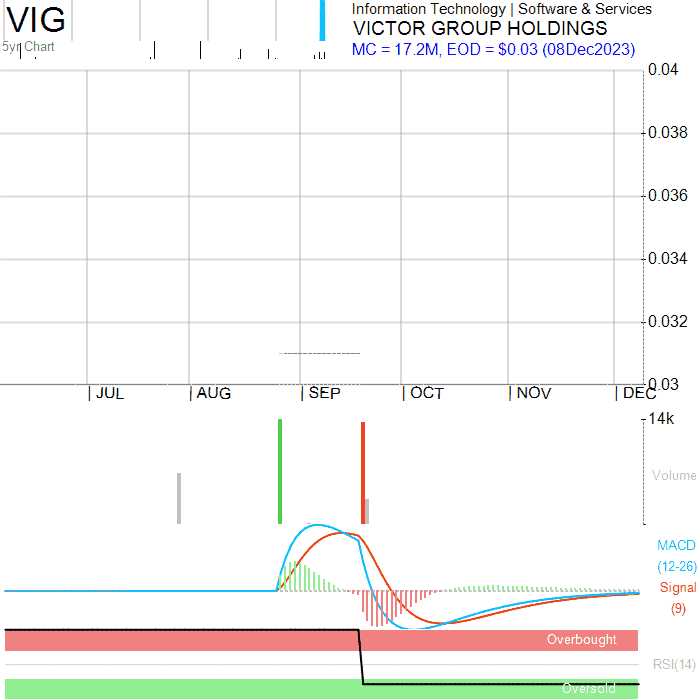 VIG
5yr Chart
Information Technology | Software & Services
VICTOR GROUP HOLDINGS
MC = 17.2M, EOD = $0.03 (08Dec2023)
0.04
0.038
0.036
0.034
0.032
0.03
JUL
AUG
SEP
OCT
NOV
DEC
14k
Volume
MACD
(12-26)
Signal
(9)
Overbought
RSI(14)
Oversold